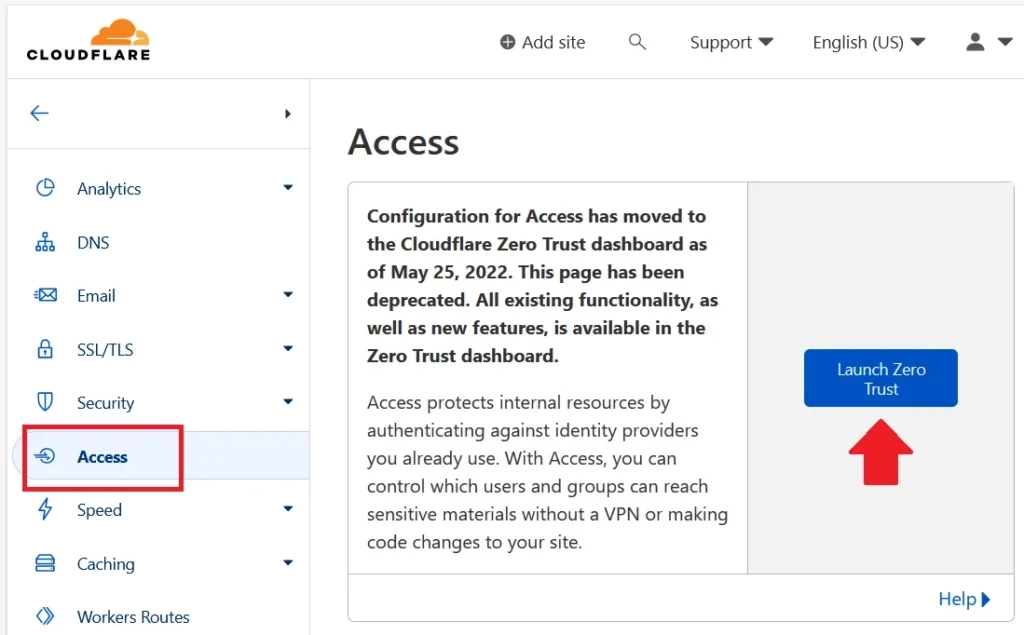 CLOUDFLARE
Add site
Support
English (US)
Analytics
DNS
Email
SSL/TLS
Security
Access
Speed
Caching
Workers Routes
Access
Configuration for Access has moved to
the Cloudflare Zero Trust dashboard as
of May 25, 2022. This page has been
deprecated. All existing functionality, as
well as new features, is available in the
Zero Trust dashboard.
Access protects internal resources by
authenticating against identity providers
you already use. With Access, you can
control which users and groups can reach
sensitive materials without a VPN or making
code changes to your site.
Launch Zero
Trust
Help